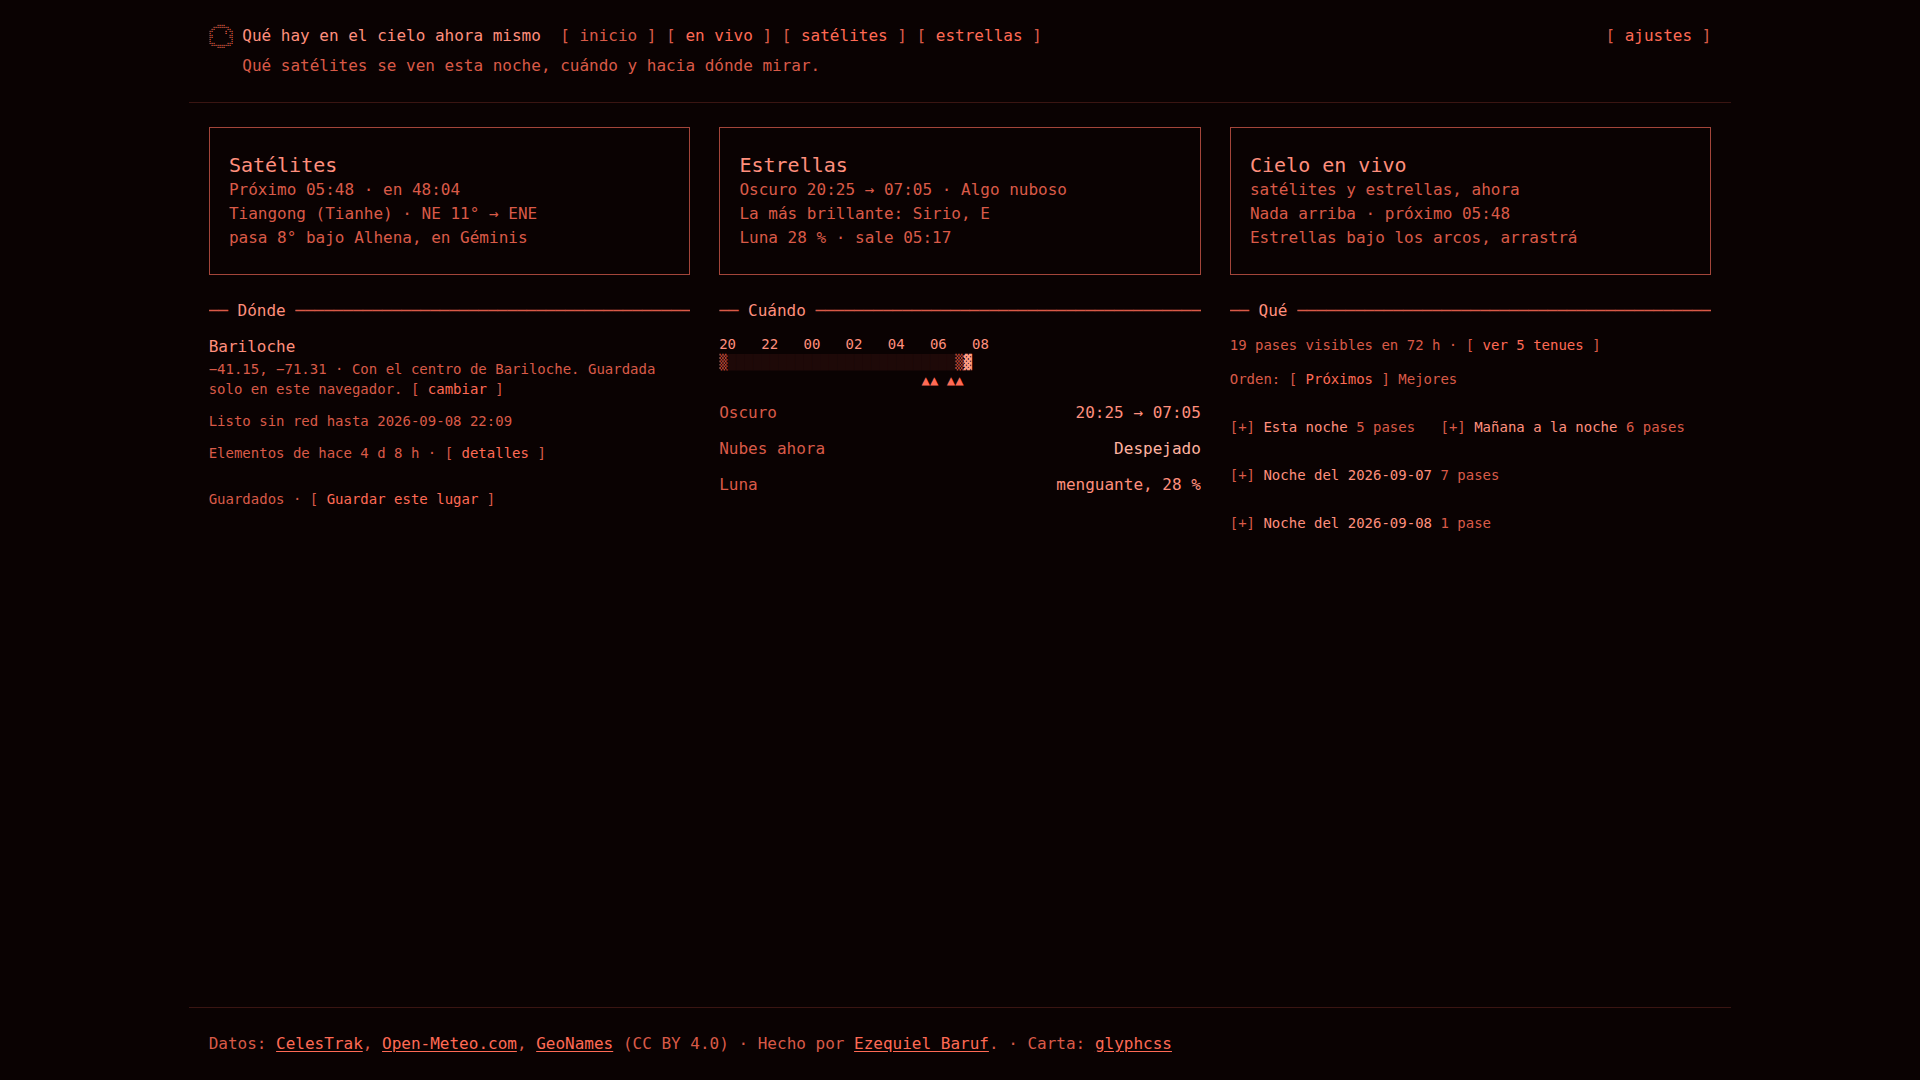 Qué hay en el cielo ahora mismo [ inicio ] [ en vivo ] [ satélites ] [ estrellas ] [ ajustes ]
Qué satélites se ven esta noche, cuándo y hacia dónde mirar.
Satélites
Próximo 05:48 · en 48:04
Tiangong (Tianhe) · NE 11° → ENE
pasa 8° bajo Alhena, en Géminis
Estrellas
Oscuro 20:25 → 07:05 · Algo nuboso
La más brillante: Sirio, E
Luna 28 % · sale 05:17
Cielo en vivo
satélites y estrellas, ahora
Nada arriba · próximo 05:48
Estrellas bajo los arcos, arrastrá
Dónde
Bariloche
−41.15, −71.31 · Con el centro de Bariloche. Guardada
solo en este navegador. [ cambiar ]
Listo sin red hasta 2026-09-08 22:09
Elementos de hace 4 d 8 h · [ detalles ]
Guardados · [ Guardar este lugar ]
Cuándo
20 22 00 02 04 06 08
▲▲ ▲▲
Oscuro 20:25 → 07:05
Nubes ahora Despejado
Luna menguante, 28 %
Qué
19 pases visibles en 72 h · [ ver 5 tenues ]
Orden: [ Próximos ] Mejores
[+] Esta noche 5 pases [+] Mañana a la noche 6 pases
[+] Noche del 2026-09-07 7 pases
[+] Noche del 2026-09-08 1 pase
Datos: CelesTrak, Open-Meteo.com, GeoNames (CC BY 4.0) · Hecho por Ezequiel Baruf. · Carta: glyphcss